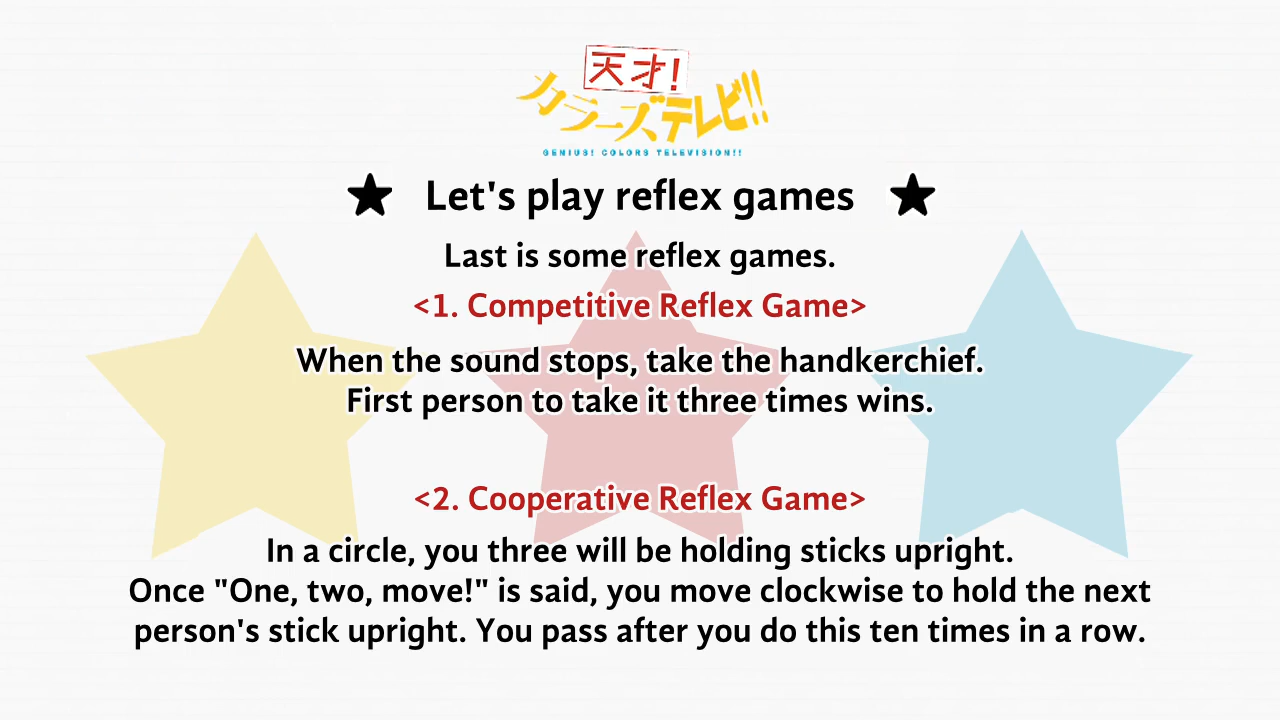 天才!
カラーズテレビ!!
GENIUS! COLORS TELEVISION!!
Let's play reflex games
Last is some reflex games.
<1. Competitive Reflex Game>
When the sound stops, take the handkerchief.
First person to take it three times wins.
<2. Cooperative Reflex Game>
In a circle, you three will be holding sticks upright.
Once "One, two, move!" is said, you move clockwise to hold the next
person's stick upright. You pass after you do this ten times in a row.